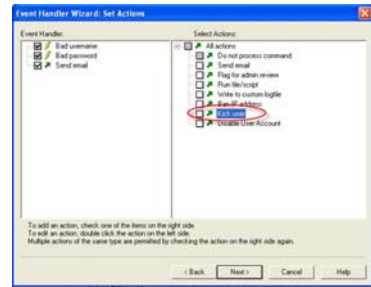 Event Handler Wizard: Set Actions
Event Handler:
Bad username
Bad password
Send email
Select Actions:
All actions
Do not process command
Send email
Flag for admin review
Run file/script
Write to custom logfile
Ban IP address
Kick user
Disable User Account
To add an action, check one of the items on the right side.
To edit an action, double click the action on the left side.
Multiple actions of the same type are permitted by checking the action on the right side again.
< Back
Next >
Cancel
Help